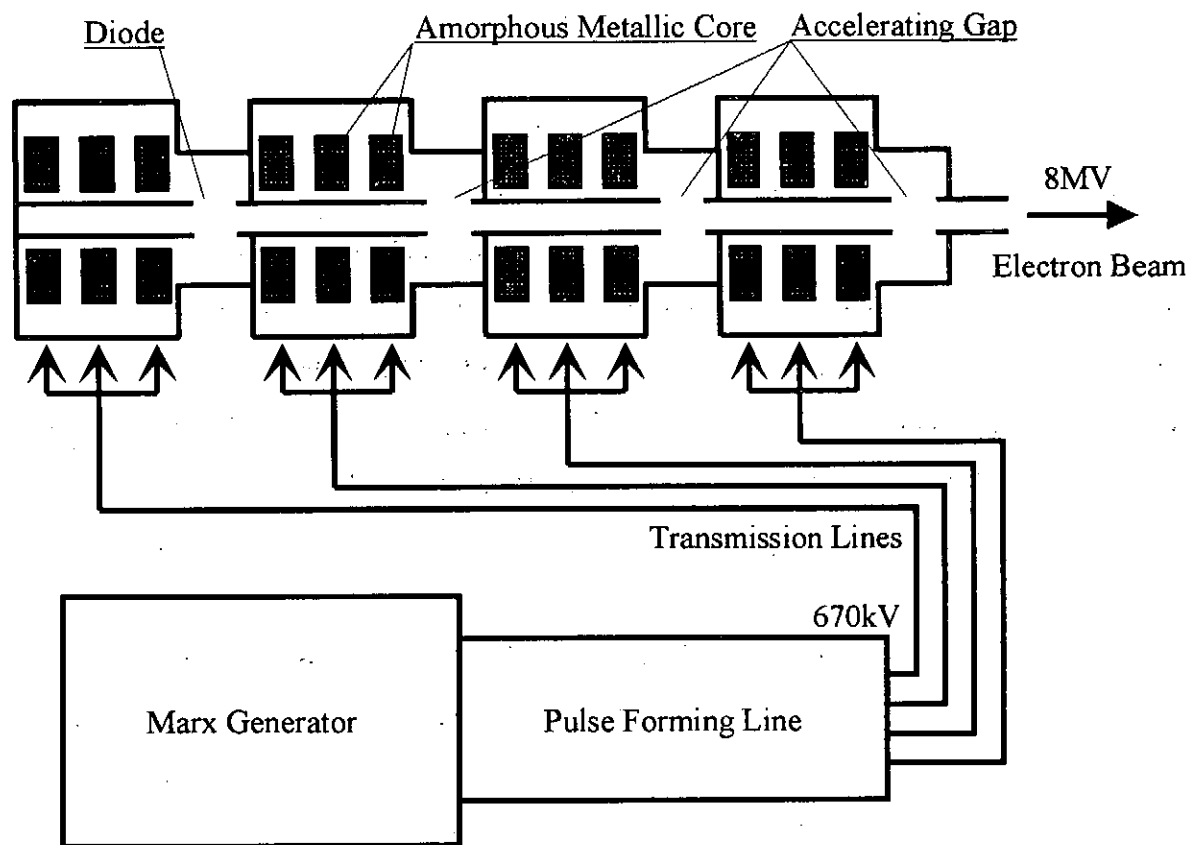 Diode
Amorphous Metallic Core
Accelerating Gap
8MV
Electron Beam
Transmission Lines
670kV
Marx Generator
Pulse Forming Line